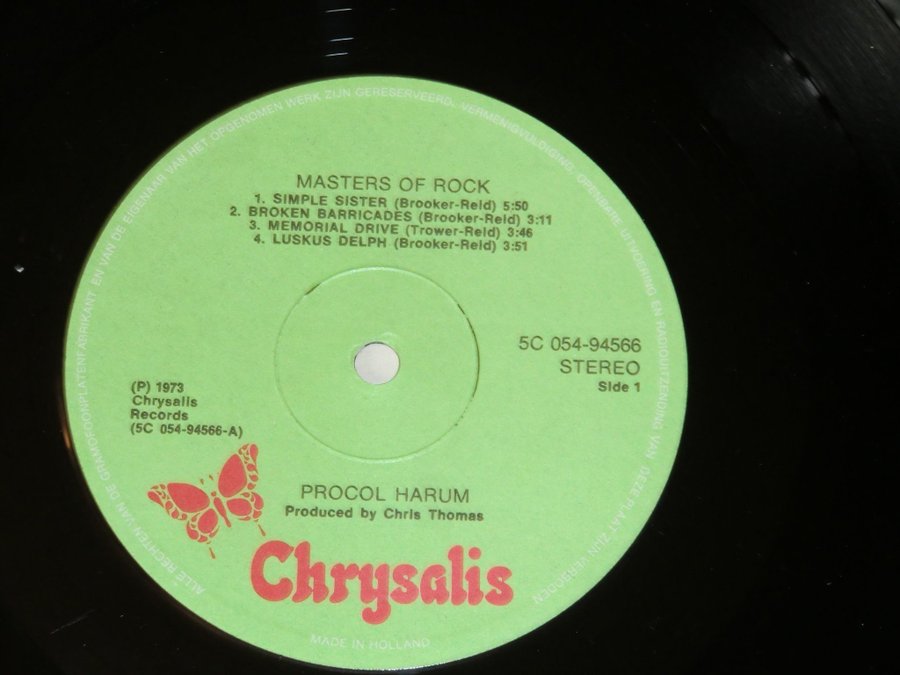 MASTERS OF ROCK
1. SIMPLE SISTER (Brooker-Reid) 5:50
2. BROKEN BARRICADES (Brooker-Reid) 3:11
3. MEMORIAL DRIVE (Trower-Reid) 3:46
4. LUSKUS DELPH (Brooker-Reid) 3:51
5C 054-94566
STEREO
Side 1
(P) 1973
Chrysalis
Records
(5C 054-94566-A)
PROCOL HARUM
Produced by Chris Thomas
Chrysalis
MADE IN HOLLAND
ALLE RECHTEN VAN DE GRAMOFOONPLATENFABRIKANT EN VAN DE EIGENAAR VAN HET OPGENOMEN WERK ZIJN GERESERVEERD. VERMENIGVULDIGING, OPENBARE UITVOERING EN RADIOUITZENDING VAN DEZE PLAAT ZIJN VERBODEN